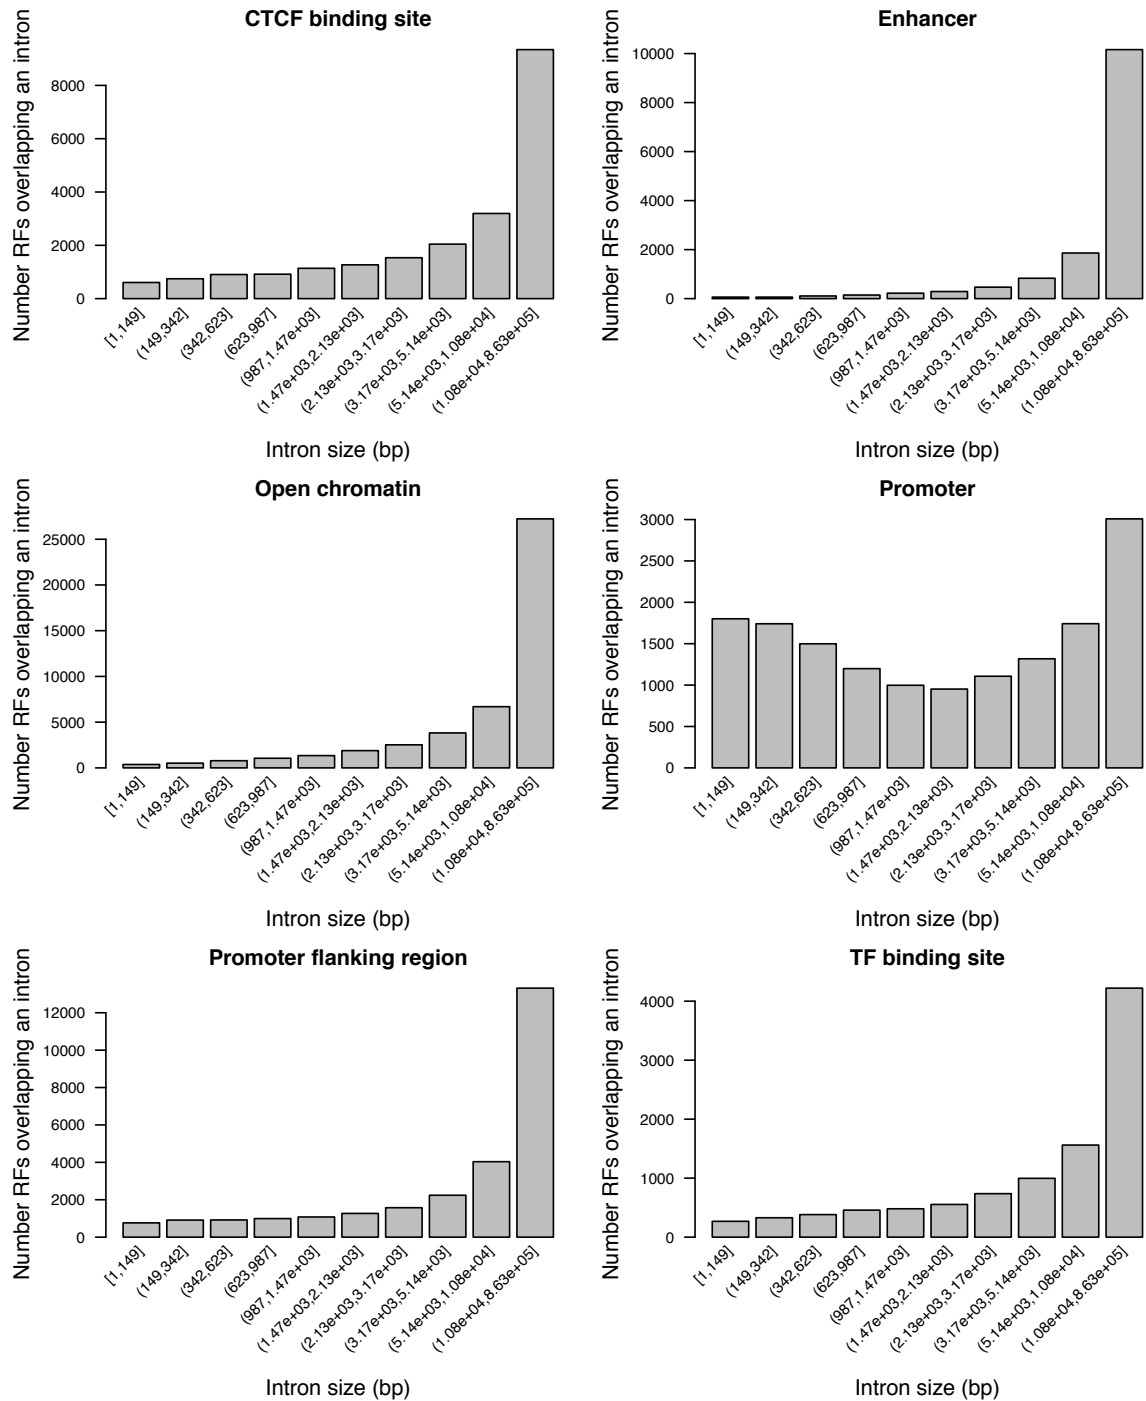 CTCF binding site
Number RFs overlapping an intron
8000
6000
4000
2000
0
[1,149]
(149,342]
(342,623]
(623,987]
(987,1.47e+03]
(1.47e+03,2.13e+03]
(2.13e+03,3.17e+03]
(3.17e+03,5.14e+03]
(5.14e+03,1.08e+04]
(1.08e+04,8.63e+05]
Intron size (bp)
Enhancer
Number RFs overlapping an intron
10000
8000
6000
4000
2000
0
[1,149]
(149,342]
(342,623]
(623,987]
(987,1.47e+03]
(1.47e+03,2.13e+03]
(2.13e+03,3.17e+03]
(3.17e+03,5.14e+03]
(5.14e+03,1.08e+04]
(1.08e+04,8.63e+05]
Intron size (bp)
Open chromatin
Number RFs overlapping an intron
25000
20000
15000
10000
5000
0
[1,149]
(149,342]
(342,623]
(623,987]
(987,1.47e+03]
(1.47e+03,2.13e+03]
(2.13e+03,3.17e+03]
(3.17e+03,5.14e+03]
(5.14e+03,1.08e+04]
(1.08e+04,8.63e+05]
Intron size (bp)
Promoter
Number RFs overlapping an intron
3000
2500
2000
1500
1000
500
0
[1,149]
(149,342]
(342,623]
(623,987]
(987,1.47e+03]
(1.47e+03,2.13e+03]
(2.13e+03,3.17e+03]
(3.17e+03,5.14e+03]
(5.14e+03,1.08e+04]
(1.08e+04,8.63e+05]
Intron size (bp)
Promoter flanking region
Number RFs overlapping an intron
12000
10000
8000
6000
4000
2000
0
[1,149]
(149,342]
(342,623]
(623,987]
(987,1.47e+03]
(1.47e+03,2.13e+03]
(2.13e+03,3.17e+03]
(3.17e+03,5.14e+03]
(5.14e+03,1.08e+04]
(1.08e+04,8.63e+05]
Intron size (bp)
TF binding site
Number RFs overlapping an intron
4000
3000
2000
1000
0
[1,149]
(149,342]
(342,623]
(623,987]
(987,1.47e+03]
(1.47e+03,2.13e+03]
(2.13e+03,3.17e+03]
(3.17e+03,5.14e+03]
(5.14e+03,1.08e+04]
(1.08e+04,8.63e+05]
Intron size (bp)